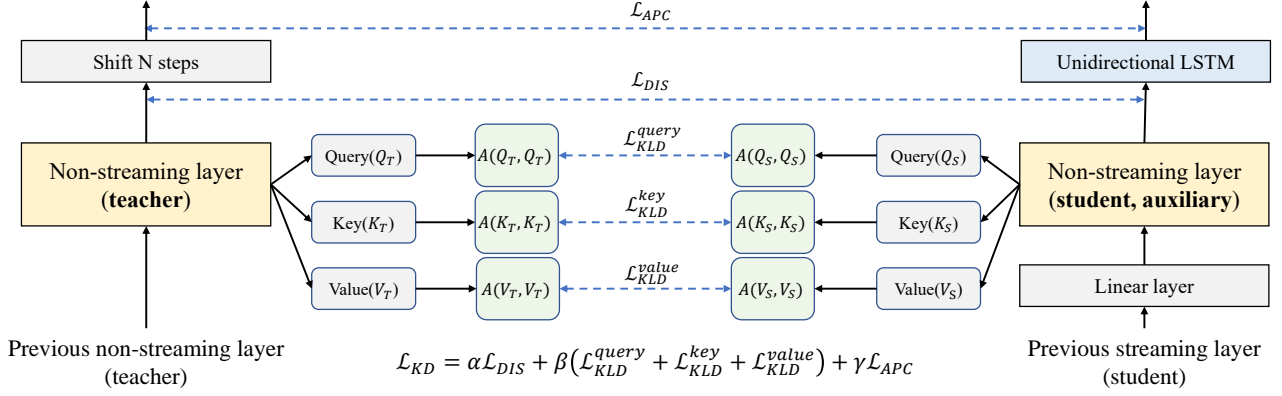 ℒ_APC
Shift N steps
Unidirectional LSTM
ℒ_DIS
Non-streaming layer
(teacher)
Query(Q_T)
A(Q_T, Q_T)
ℒ_KLD^query
A(Q_S, Q_S)
Query(Q_S)
Key(K_T)
A(K_T, K_T)
ℒ_KLD^key
A(K_S, K_S)
Key(K_S)
Value(V_T)
A(V_T, V_T)
ℒ_KLD^value
A(V_S, V_S)
Value(V_S)
Non-streaming layer
(student, auxiliary)
Linear layer
Previous non-streaming layer
(teacher)
ℒ_KD = αℒ_DIS + β(ℒ_KLD^query + ℒ_KLD^key + ℒ_KLD^value) + γℒ_APC
Previous streaming layer
(student)